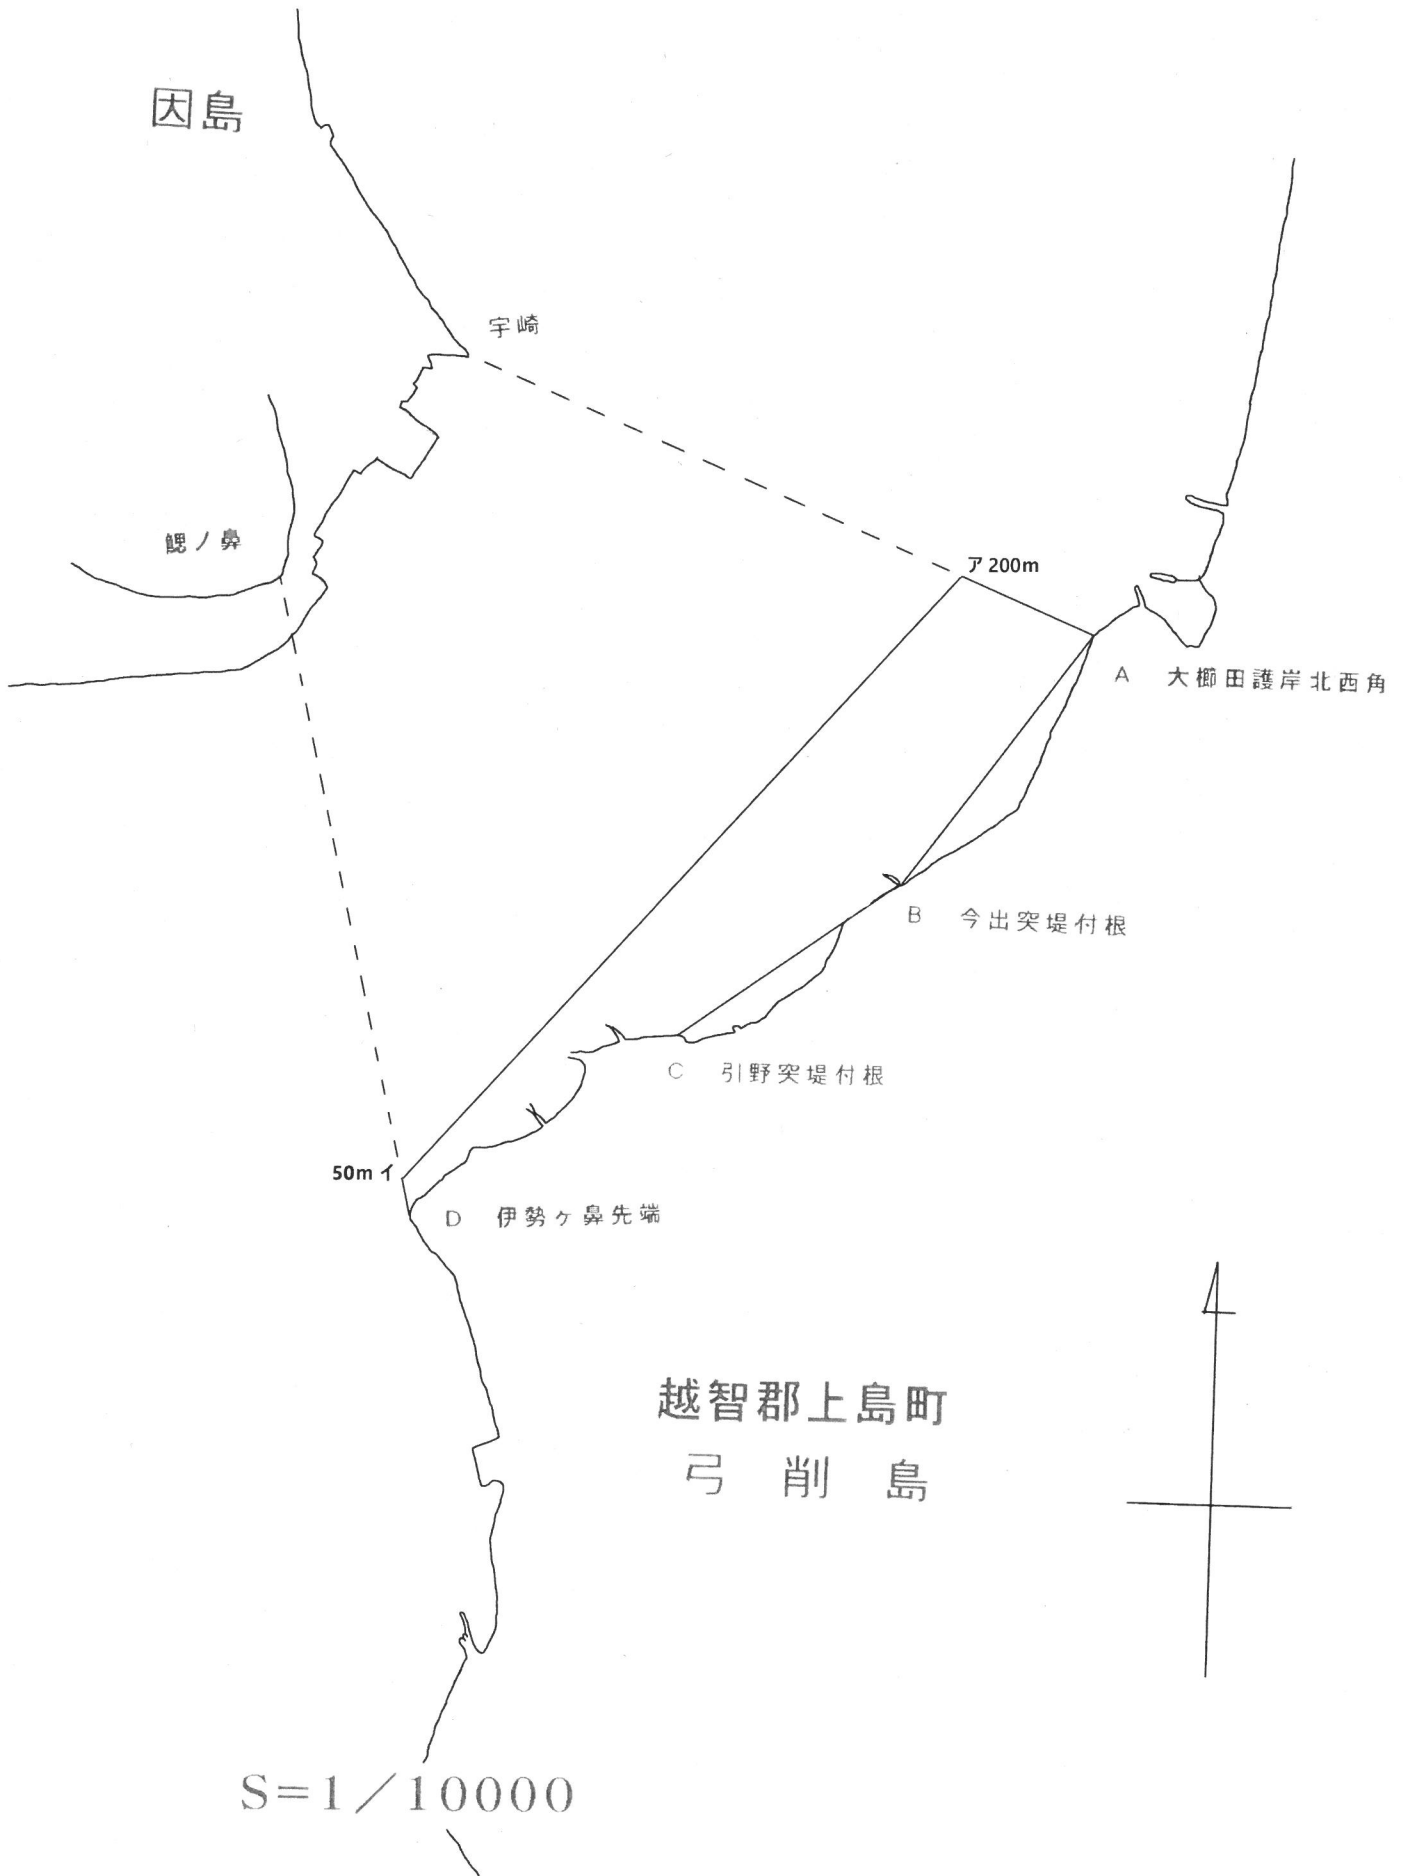 因島
宇崎
鰓ノ鼻
ア 200m
A 大櫛田護岸北西角
B 今出突堤付根
C 引野突堤付根
50m イ
D 伊勢ヶ鼻先端
越智郡上島町
弓削島
S=1/10000